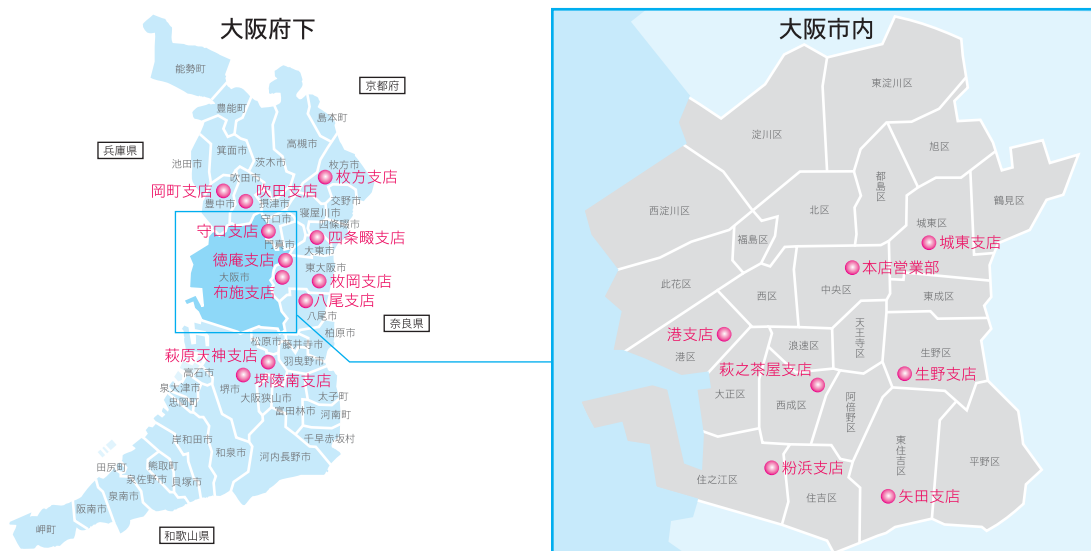 大阪府下
能勢町
京都府
豊能町
島本町
兵庫県
箕面市
高槻市
池田市
茨木市
枚方市
吹田市
枚方支店
岡町支店
吹田支店
豊中市
摂津市
交野市
寝屋川市
守口市
四條畷市
守口支店
四条畷支店
門真市
大東市
徳庵支店
東大阪市
大阪市
枚岡支店
布施支店
八尾支店
八尾市
奈良県
柏原市
松原市
藤井寺市
萩原天神支店
羽曳野市
高石市
堺陵南支店
泉大津市
堺市
忠岡町
大阪狭山市
太子町
富田林市
河南町
岸和田市
千早赤坂村
和泉市
河内長野市
田尻町
熊取町
泉佐野市
貝塚市
泉南市
阪南市
岬町
和歌山県
大阪市内
東淀川区
淀川区
旭区
都島区
鶴見区
西淀川区
北区
城東区
福島区
城東支店
本店営業部
此花区
西区
中央区
東成区
港支店
天王寺区
浪速区
港区
生野区
萩之茶屋支店
生野支店
大正区
西成区
阿倍野区
東住吉区
粉浜支店
平野区
住之江区
住吉区
矢田支店